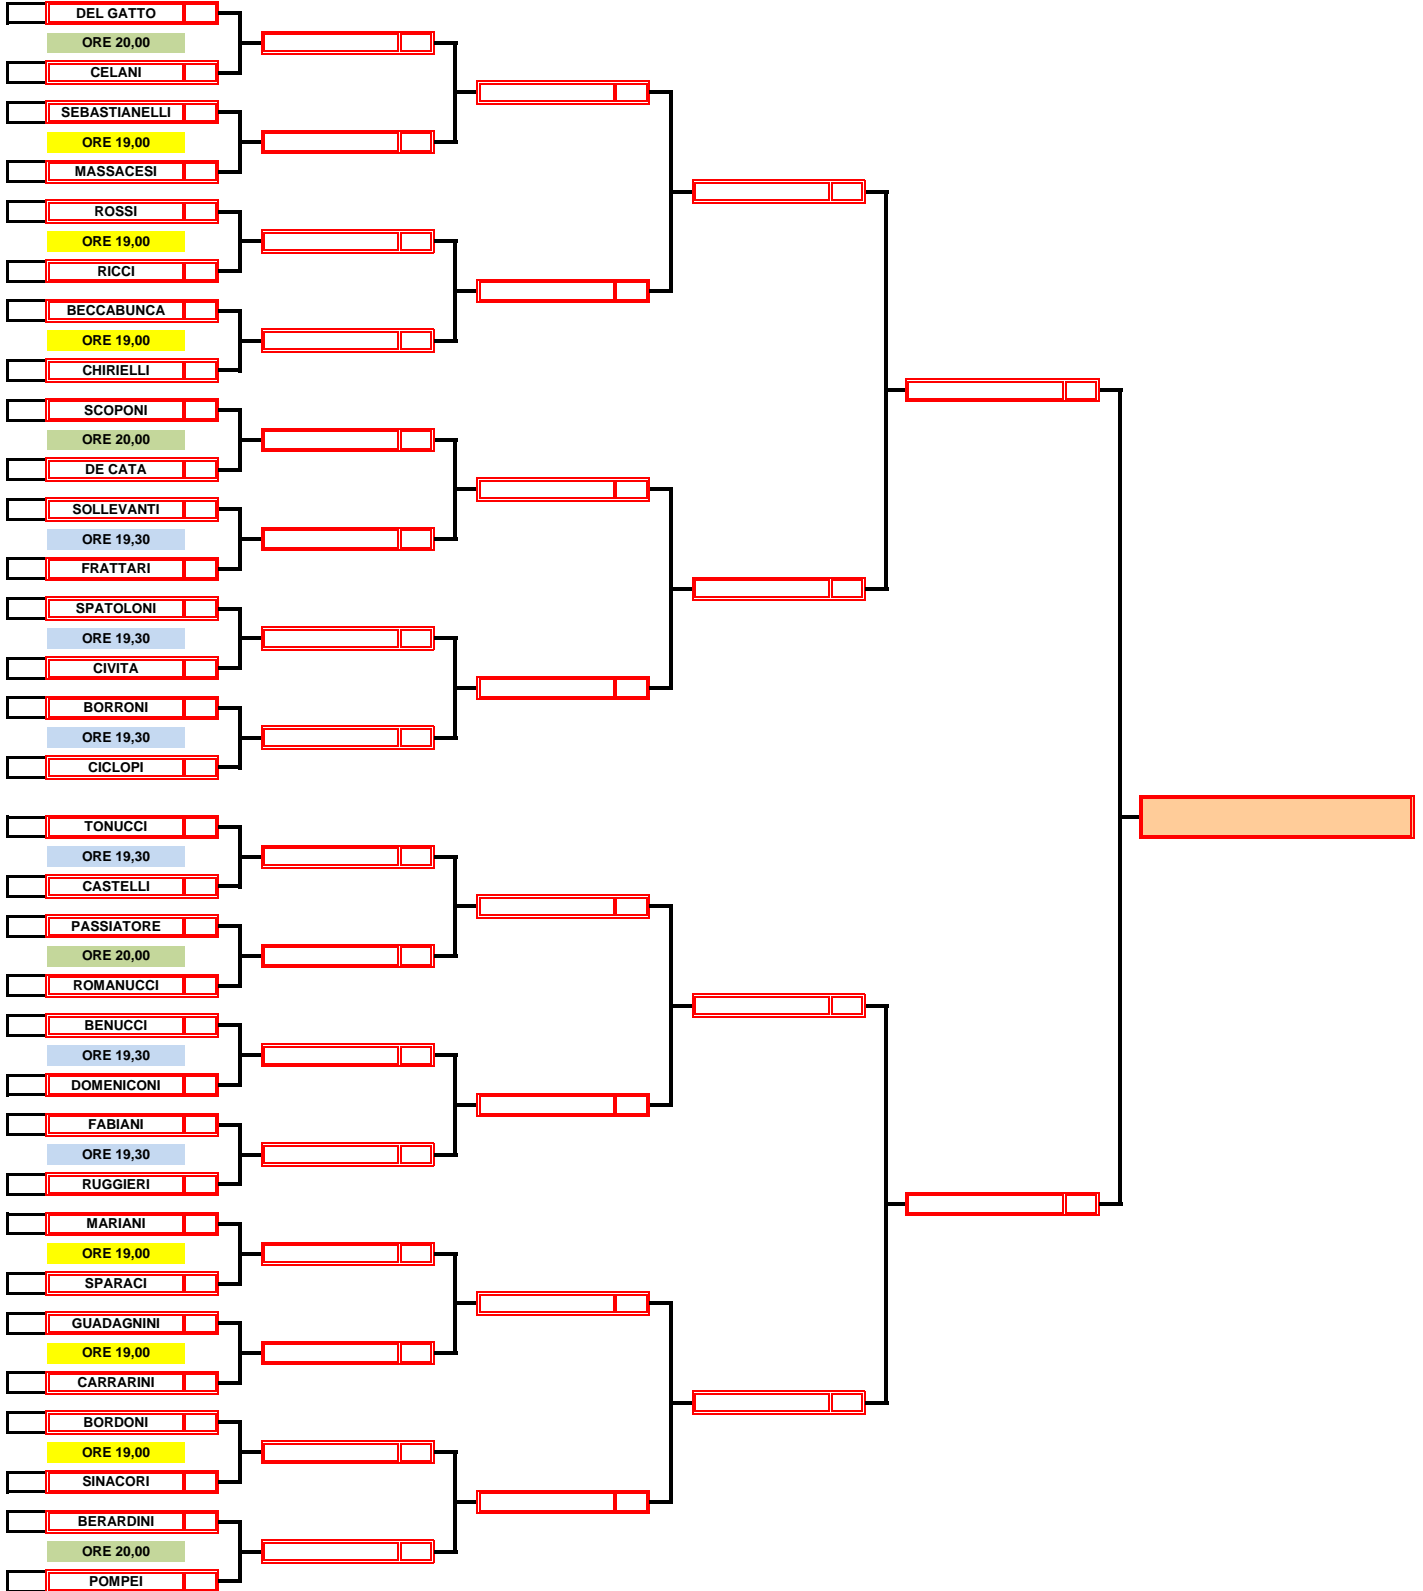 DEL GATTO
ORE 20,00
CELANI
SEBASTIANELLI
ORE 19,00
MASSACESI
ROSSI
ORE 19,00
RICCI
BECCABUNCA
ORE 19,00
CHIRIELLI
SCOPONI
ORE 20,00
DE CATA
SOLLEVANTI
ORE 19,30
FRATTARI
SPATOLONI
ORE 19,30
CIVITA
BORRONI
ORE 19,30
CICLOPI
TONUCCI
ORE 19,30
CASTELLI
PASSIATORE
ORE 20,00
ROMANUCCI
BENUCCI
ORE 19,30
DOMENICONI
FABIANI
ORE 19,30
RUGGIERI
MARIANI
ORE 19,00
SPARACI
GUADAGNINI
ORE 19,00
CARRARINI
BORDONI
ORE 19,00
SINACORI
BERARDINI
ORE 20,00
POMPEI